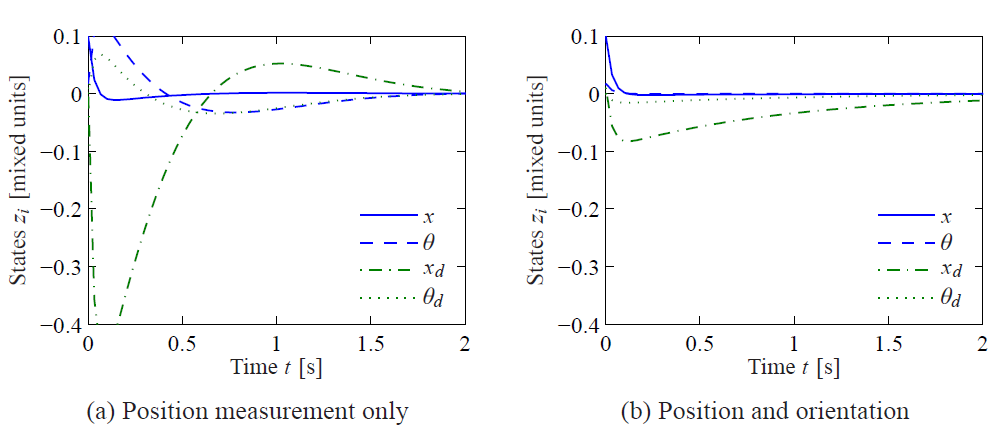 0.1
0
−0.1
−0.2
−0.3
−0.4
States z_i [mixed units]
x
θ
x_d
θ_d
0 0.5 1 1.5 2
Time t [s]
(a) Position measurement only
0.1
0
−0.1
−0.2
−0.3
−0.4
States z_i [mixed units]
x
θ
x_d
θ_d
0 0.5 1 1.5 2
Time t [s]
(b) Position and orientation